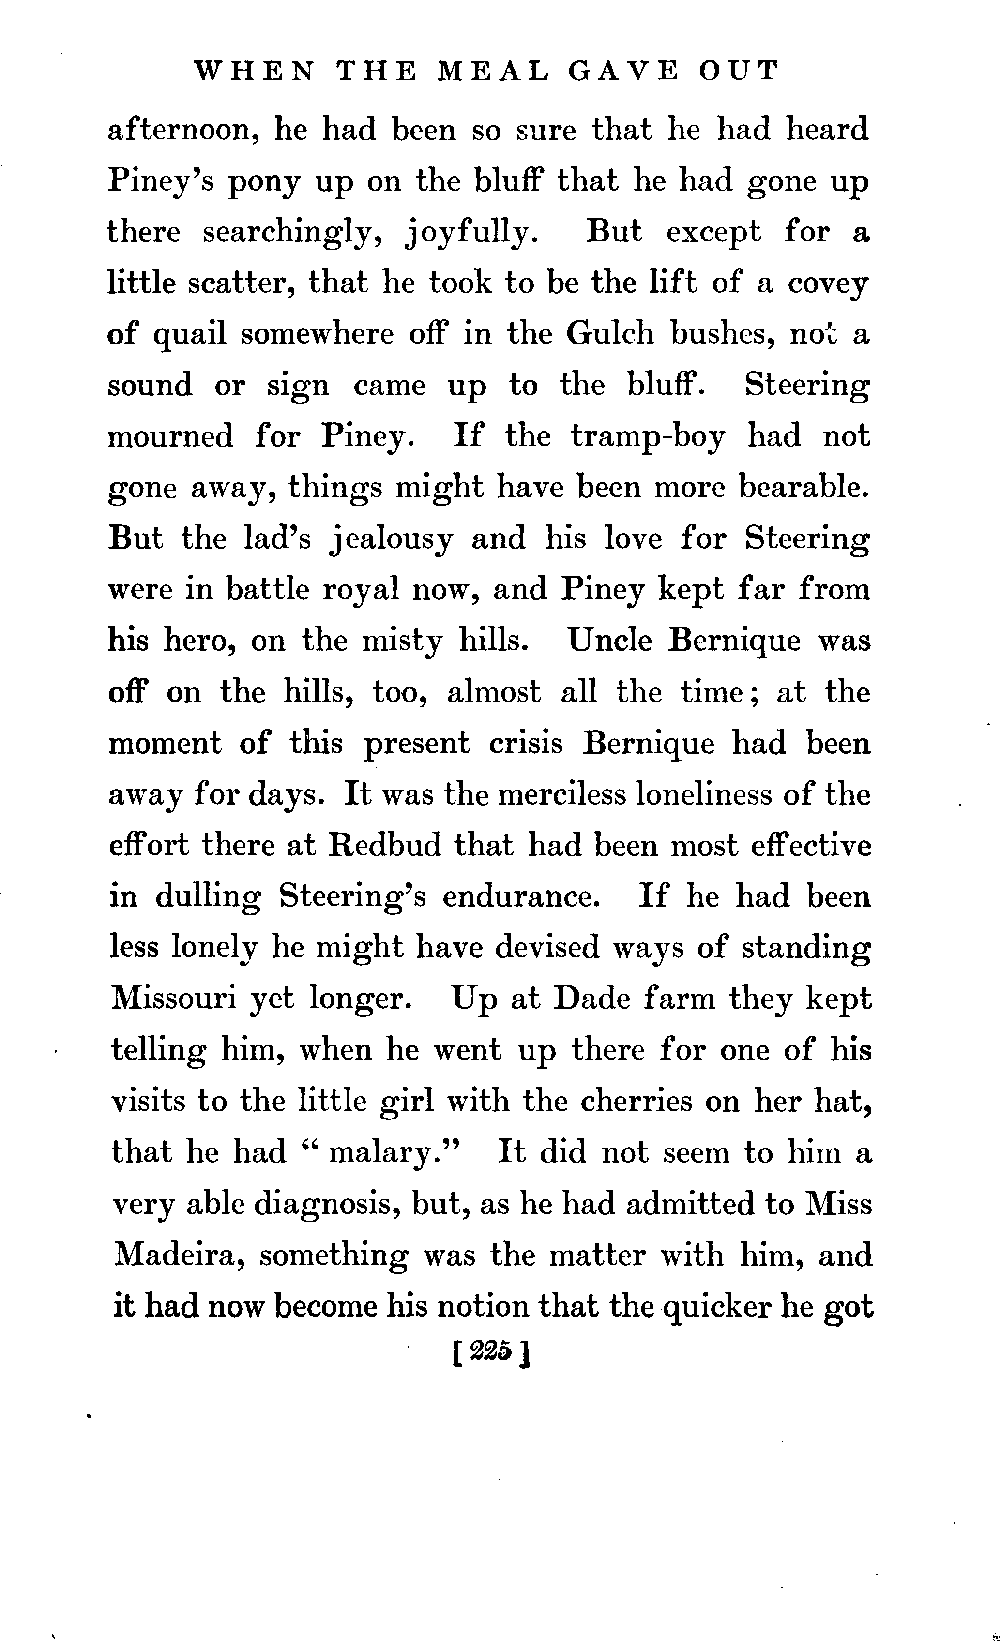 WHEN THE MEAL GAVE OUT
afternoon, he had been so sure that he had heard
Piney's pony up on the bluff that he had gone up
there searchingly, joyfully. But except for a
little scatter, that he took to be the lift of a covey
of quail somewhere off in the Gulch bushes, not a
sound or sign came up to the bluff. Steering
mourned for Piney. If the tramp-boy had not
gone away, things might have been more bearable.
But the lad's jealousy and his love for Steering
were in battle royal now, and Piney kept far from
his hero, on the misty hills. Uncle Bernique was
off on the hills, too, almost all the time; at the
moment of this present crisis Bernique had been
away for days. It was the merciless loneliness of the
effort there at Redbud that had been most effective
in dulling Steering's endurance. If he had been
less lonely he might have devised ways of standing
Missouri yet longer. Up at Dade farm they kept
telling him, when he went up there for one of his
visits to the little girl with the cherries on her hat,
that he had " malary." It did not seem to him a
very able diagnosis, but, as he had admitted to Miss
Madeira, something was the matter with him, and
it had now become his notion that the quicker he got
[ 225 ]